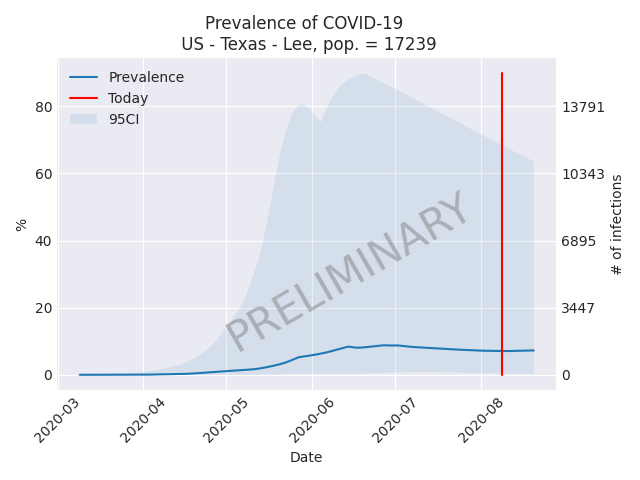 Prevalence of COVID-19
US - Texas - Lee, pop. = 17239
Prevalence
Today
95CI
80
60
40
20
0
%
13791
10343
6895
3447
0
# of infections
PRELIMINARY
2020-03
2020-04
2020-05
2020-06
2020-07
2020-08
Date